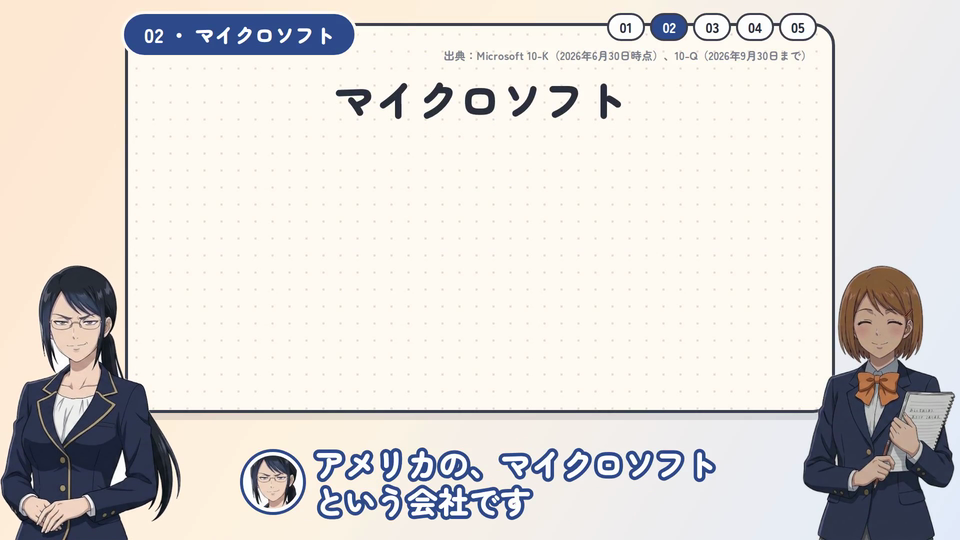 02・マイクロソフト
01 02 03 04 05
出典：Microsoft 10-K（2026年6月30日時点）、10-Q（2026年9月30日まで）
マイクロソフト
アメリカの、マイクロソフト
という会社です